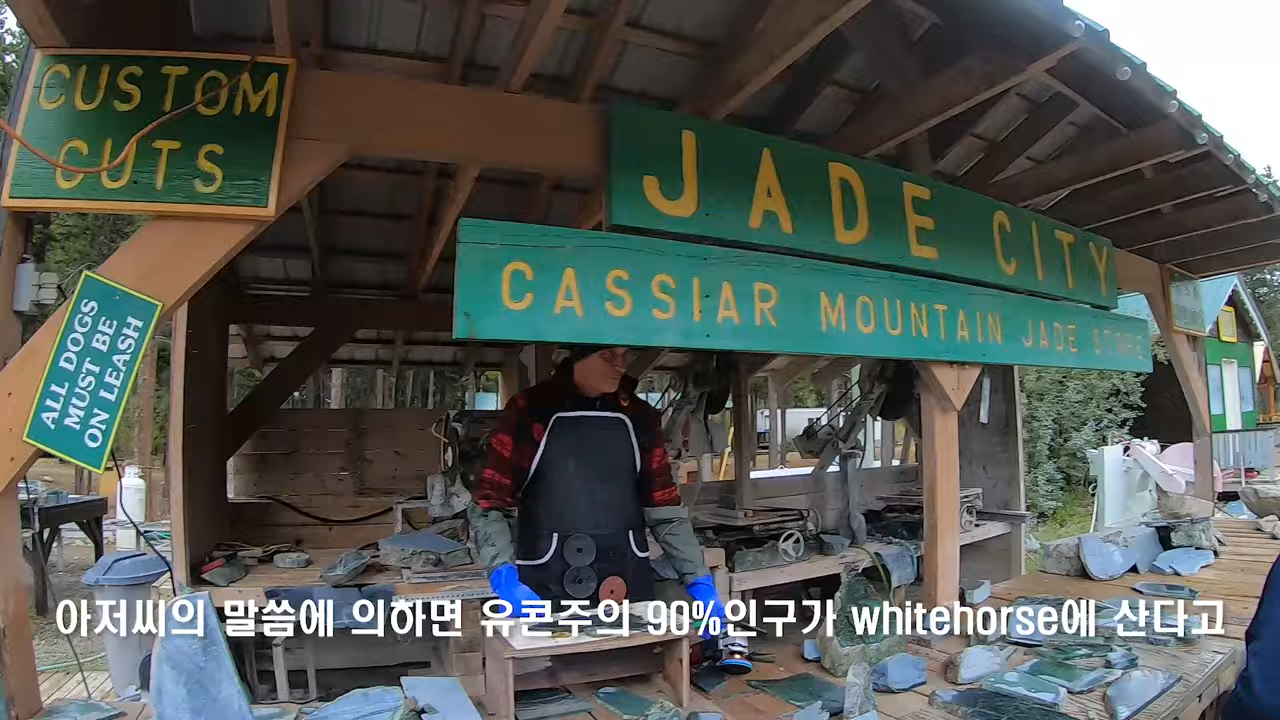 CUSTOM
CUTS
JADE CITY
CASSIAR MOUNTAIN JADE STORE
ALL DOGS
MUST BE
ON LEASH
아저씨의 말씀에 의하면 유콘주의 90%인구가 whitehorse에 산다고